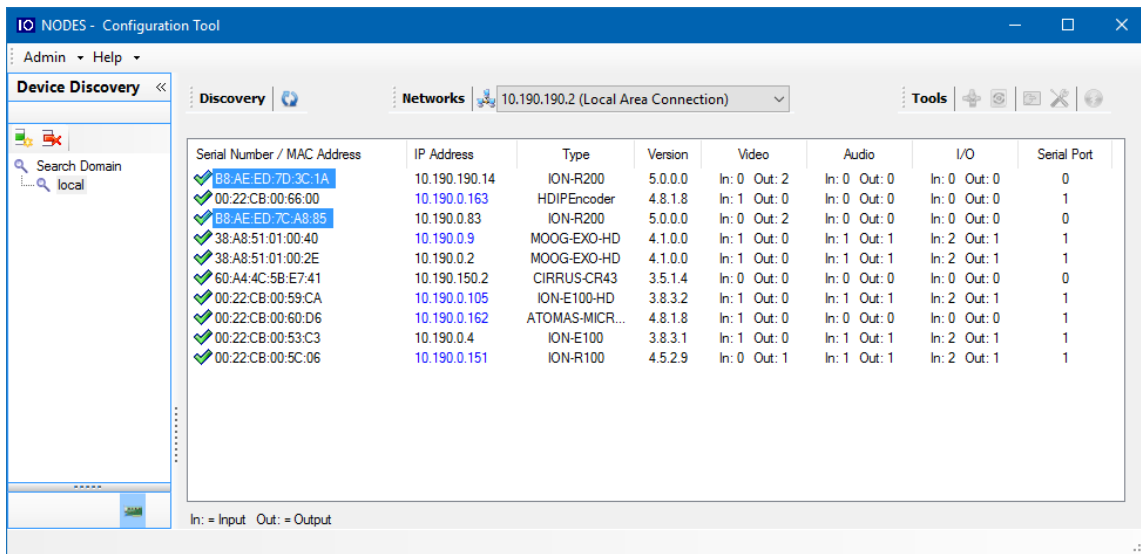 IO NODES - Configuration Tool
Admin Help
Device Discovery «
Discovery Networks 10.190.190.2 (Local Area Connection) Tools
Search Domain
local
Serial Number / MAC Address IP Address Type Version Video Audio I/O Serial Port
B8:AE:ED:7D:3C:1A 10.190.190.14 ION-R200 5.0.0.0 In: 0 Out: 2 In: 0 Out: 0 In: 0 Out: 0 0
00:22:CB:00:66:00 10.190.0.163 HDIPEncoder 4.8.1.8 In: 1 Out: 0 In: 0 Out: 0 In: 0 Out: 0 1
B8:AE:ED:7C:A8:85 10.190.0.83 ION-R200 5.0.0.0 In: 0 Out: 2 In: 0 Out: 0 In: 0 Out: 0 0
38:A8:51:01:00:40 10.190.0.9 MOOG-EXO-HD 4.1.0.0 In: 1 Out: 0 In: 1 Out: 1 In: 2 Out: 1 1
38:A8:51:01:00:2E 10.190.0.2 MOOG-EXO-HD 4.1.0.0 In: 1 Out: 0 In: 1 Out: 1 In: 2 Out: 1 1
60:A4:4C:5B:E7:41 10.190.150.2 CIRRUS-CR43 3.5.1.4 In: 0 Out: 0 In: 0 Out: 0 In: 0 Out: 0 0
00:22:CB:00:59:CA 10.190.0.105 ION-E100-HD 3.8.3.2 In: 1 Out: 0 In: 1 Out: 1 In: 2 Out: 1 1
00:22:CB:00:60:D6 10.190.0.162 ATOMAS-MICR... 4.8.1.8 In: 1 Out: 0 In: 0 Out: 0 In: 0 Out: 0 1
00:22:CB:00:53:C3 10.190.0.4 ION-E100 3.8.3.1 In: 1 Out: 0 In: 1 Out: 1 In: 2 Out: 1 1
00:22:CB:00:5C:06 10.190.0.151 ION-R100 4.5.2.9 In: 0 Out: 1 In: 1 Out: 1 In: 2 Out: 1 1
In: = Input Out: = Output